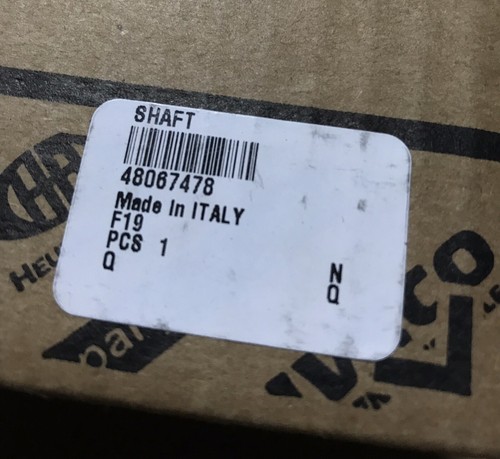 SHAFT
48067478
Made In ITALY
F19
PCS 1
Q
N
Q